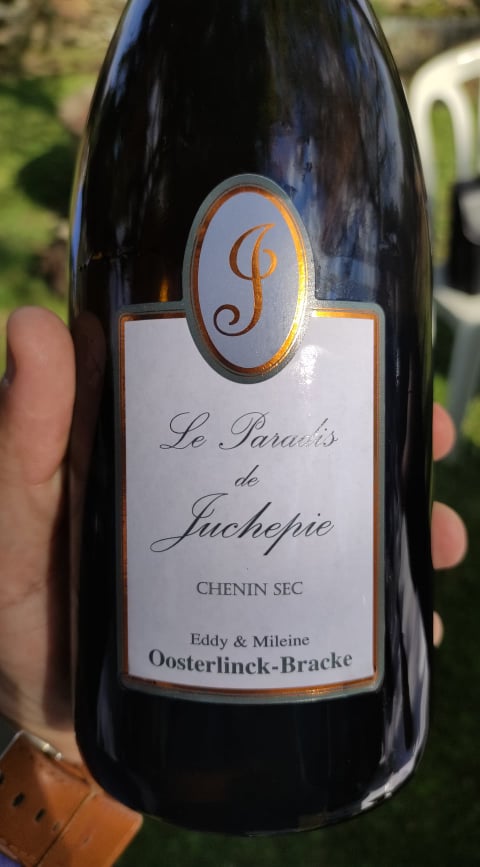 J
Le Paradis
de
Juchepie
CHENIN SEC
Eddy & Mileine
Oosterlinck-Bracke